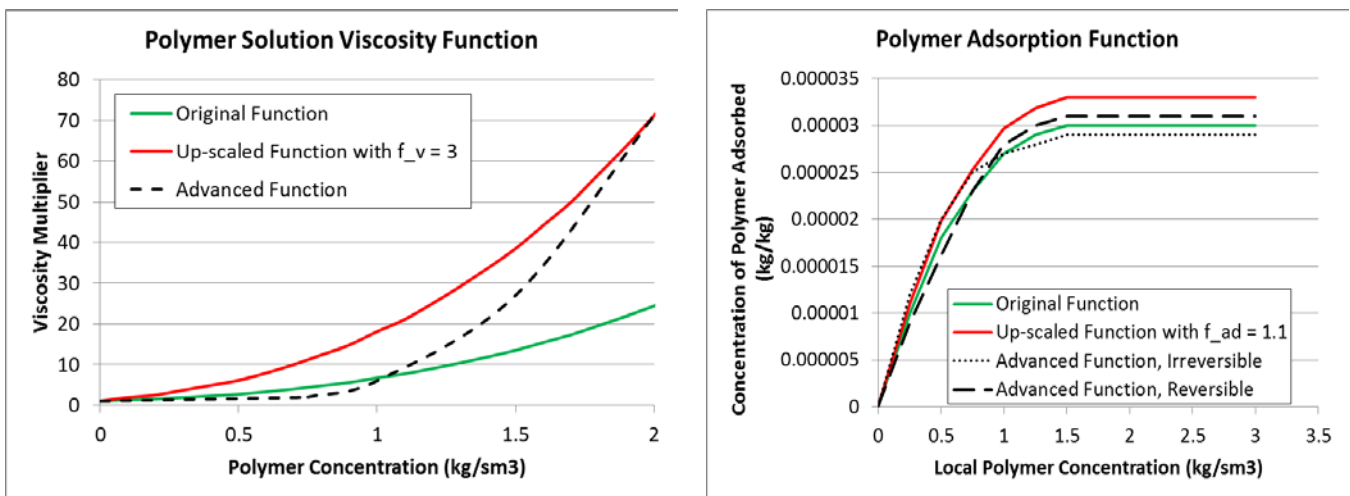 Polymer Solution Viscosity Function
80
70
60
50
40
30
20
10
0
Viscosity Multiplier
Original Function
Up-scaled Function with f_v = 3
Advanced Function
0 0.5 1 1.5 2
Polymer Concentration (kg/sm3)
Polymer Adsorption Function
0.000035
0.00003
0.000025
0.00002
0.000015
0.00001
0.000005
0
Concentration of Polymer Adsorbed
(kg/kg)
Original Function
Up-scaled Function with f_ad = 1.1
Advanced Function, Irreversible
Advanced Function, Reversible
0 0.5 1 1.5 2 2.5 3 3.5
Local Polymer Concentration (kg/sm3)